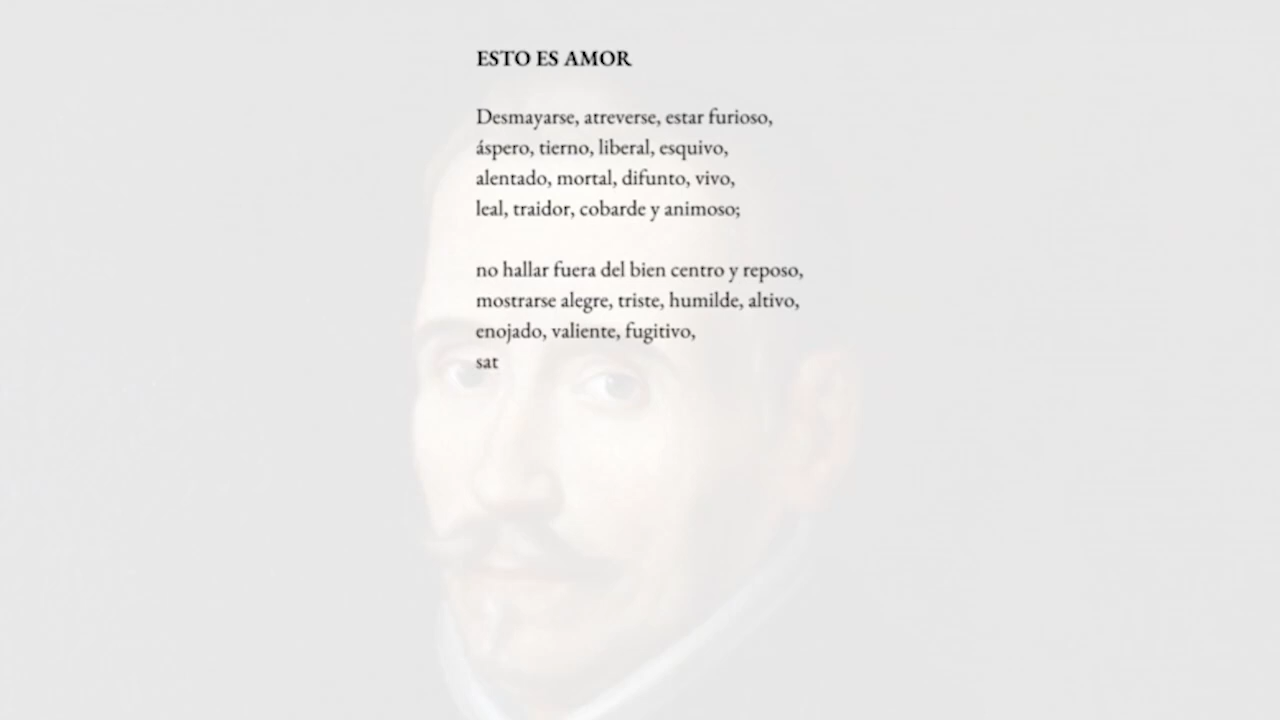 ESTO ES AMOR
Desmayarse, atreverse, estar furioso,
áspero, tierno, liberal, esquivo,
alentado, mortal, difunto, vivo,
leal, traidor, cobarde y animoso;
no hallar fuera del bien centro y reposo,
mostrarse alegre, triste, humilde, altivo,
enojado, valiente, fugitivo,
sat